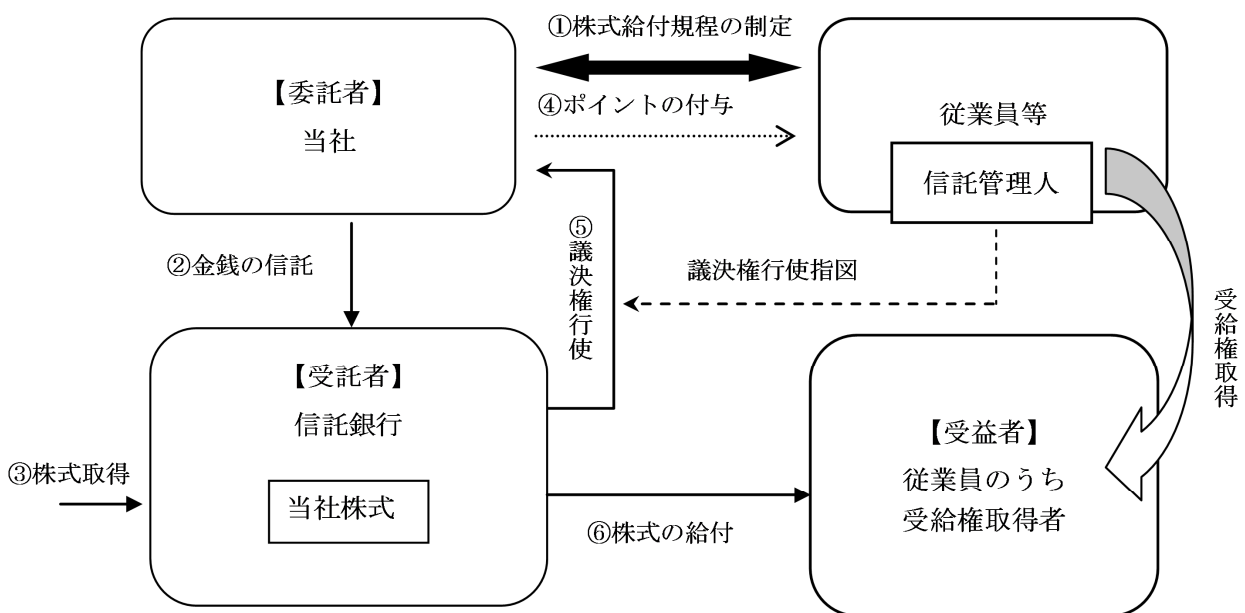 ①株式給付規程の制定
【委託者】
当社
④ポイントの付与
従業員等
信託管理人
②金銭の信託
⑤議決権行使
議決権行使指図
受給権取得
【受託者】
信託銀行
当社株式
③株式取得
⑥株式の給付
【受益者】
従業員のうち
受給権取得者